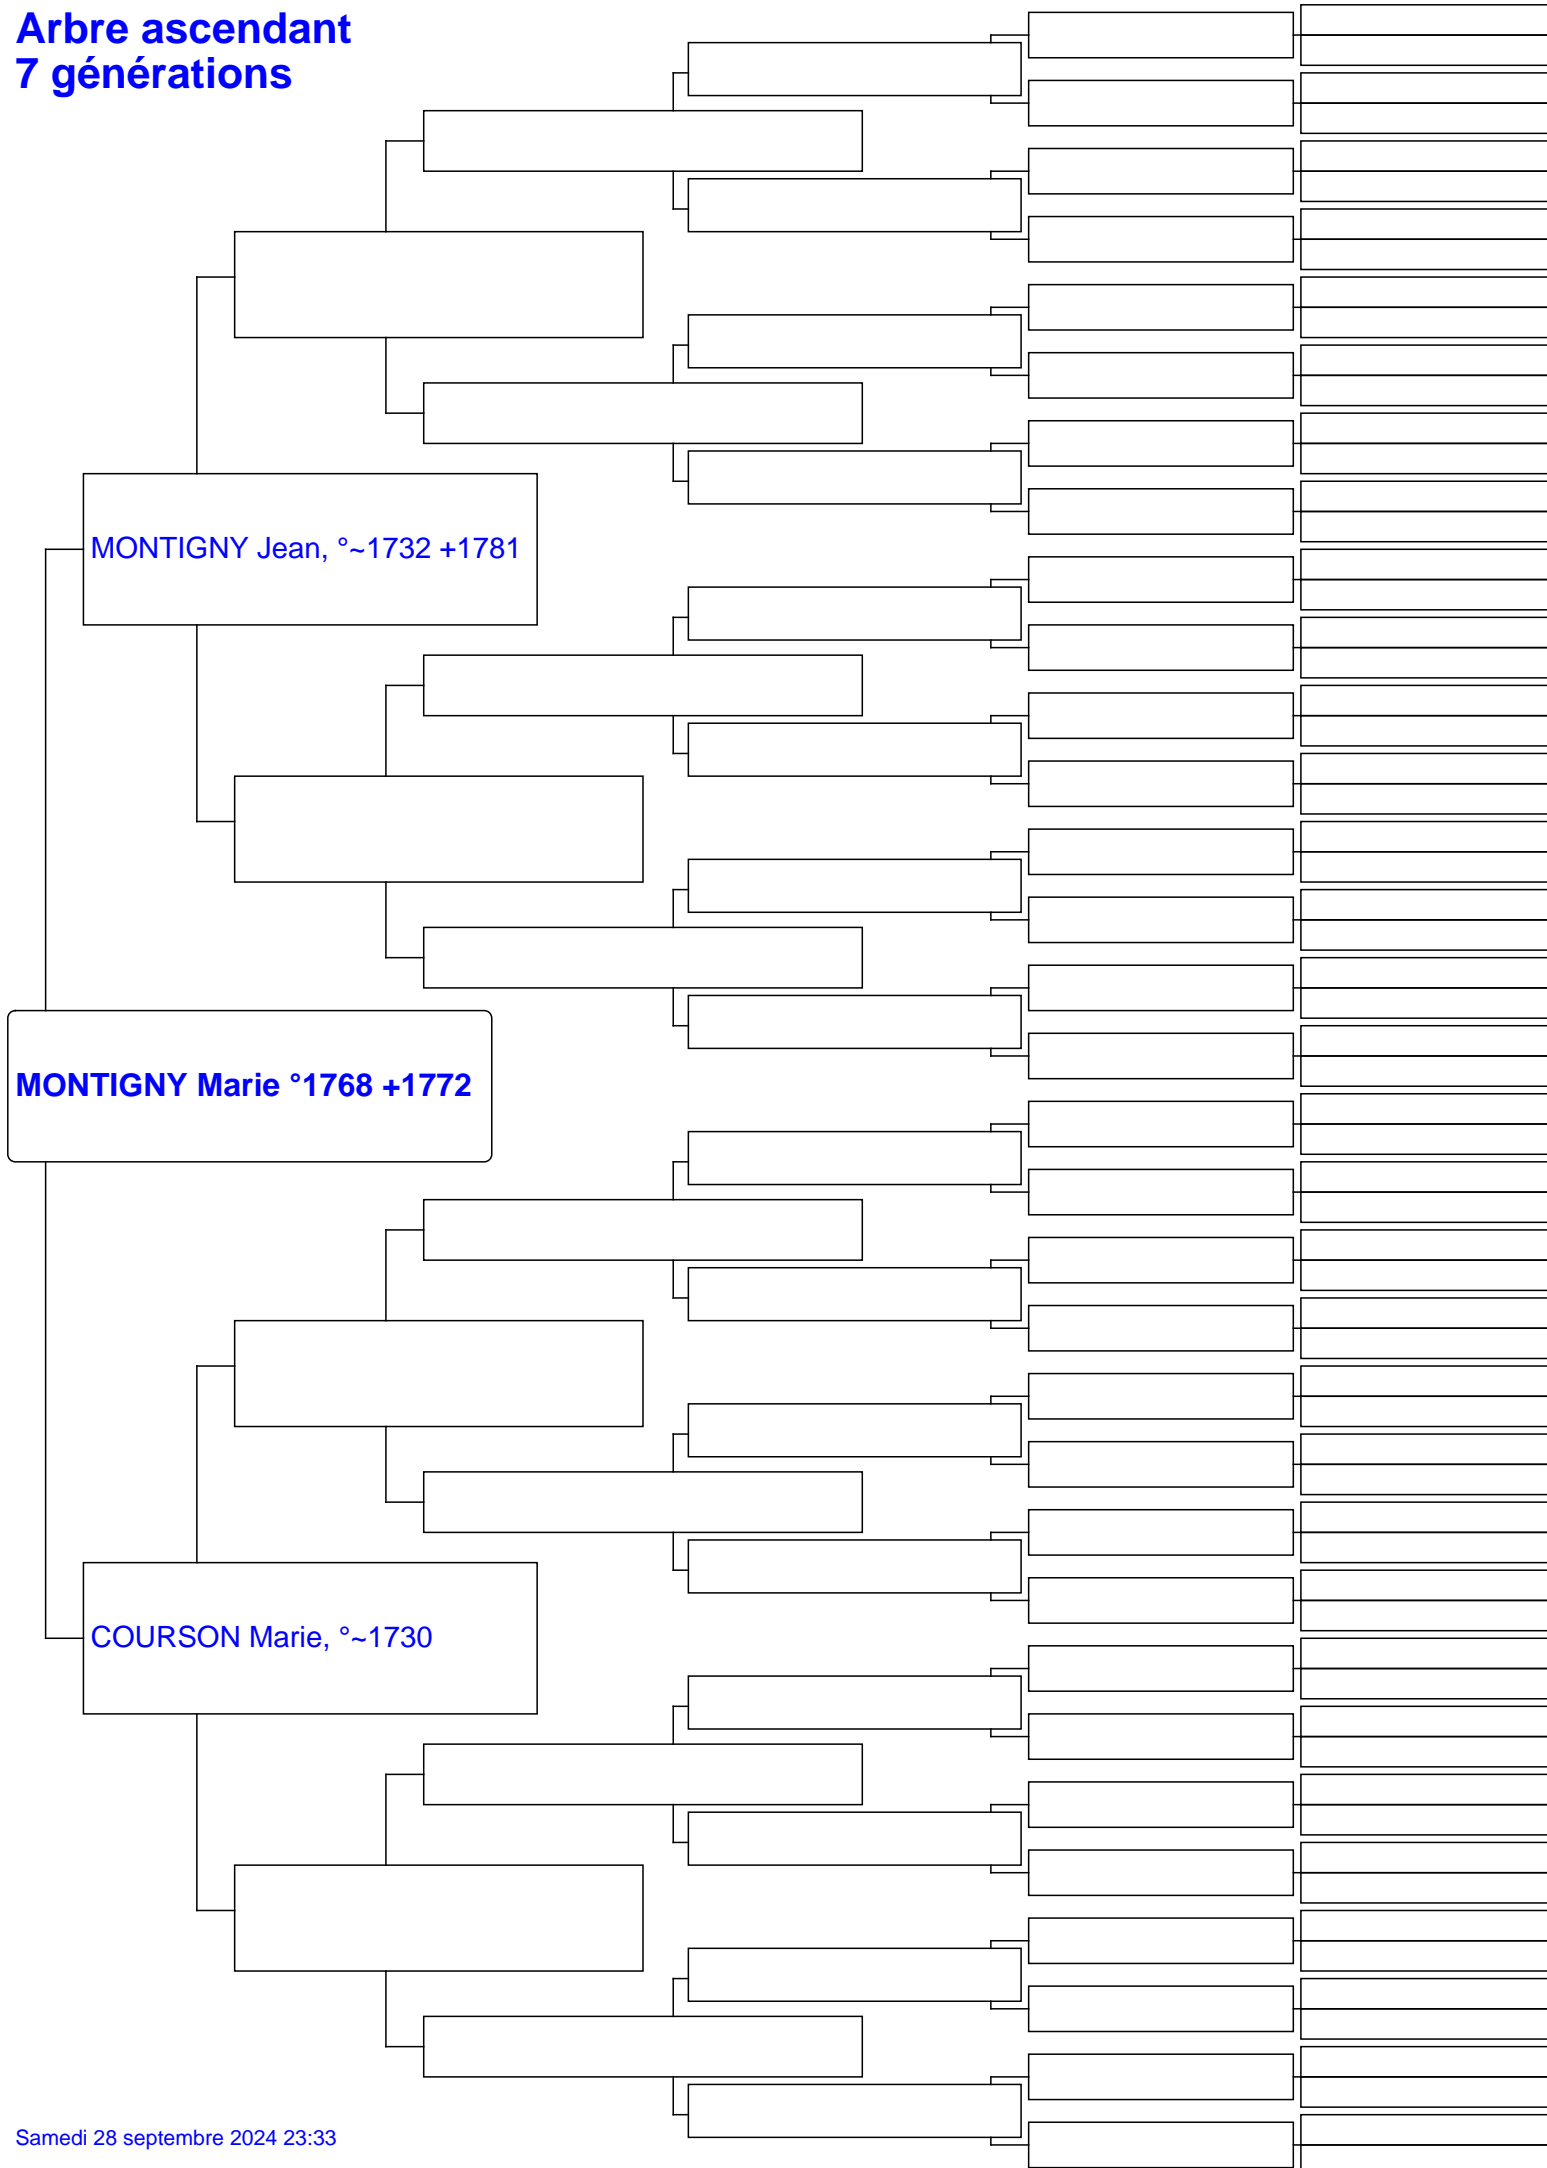 Arbre ascendant
7 générations
MONTIGNY Jean, °~1732 +1781
MONTIGNY Marie °1768 +1772
COURSON Marie, °~1730
Samedi 28 septembre 2024 23:33